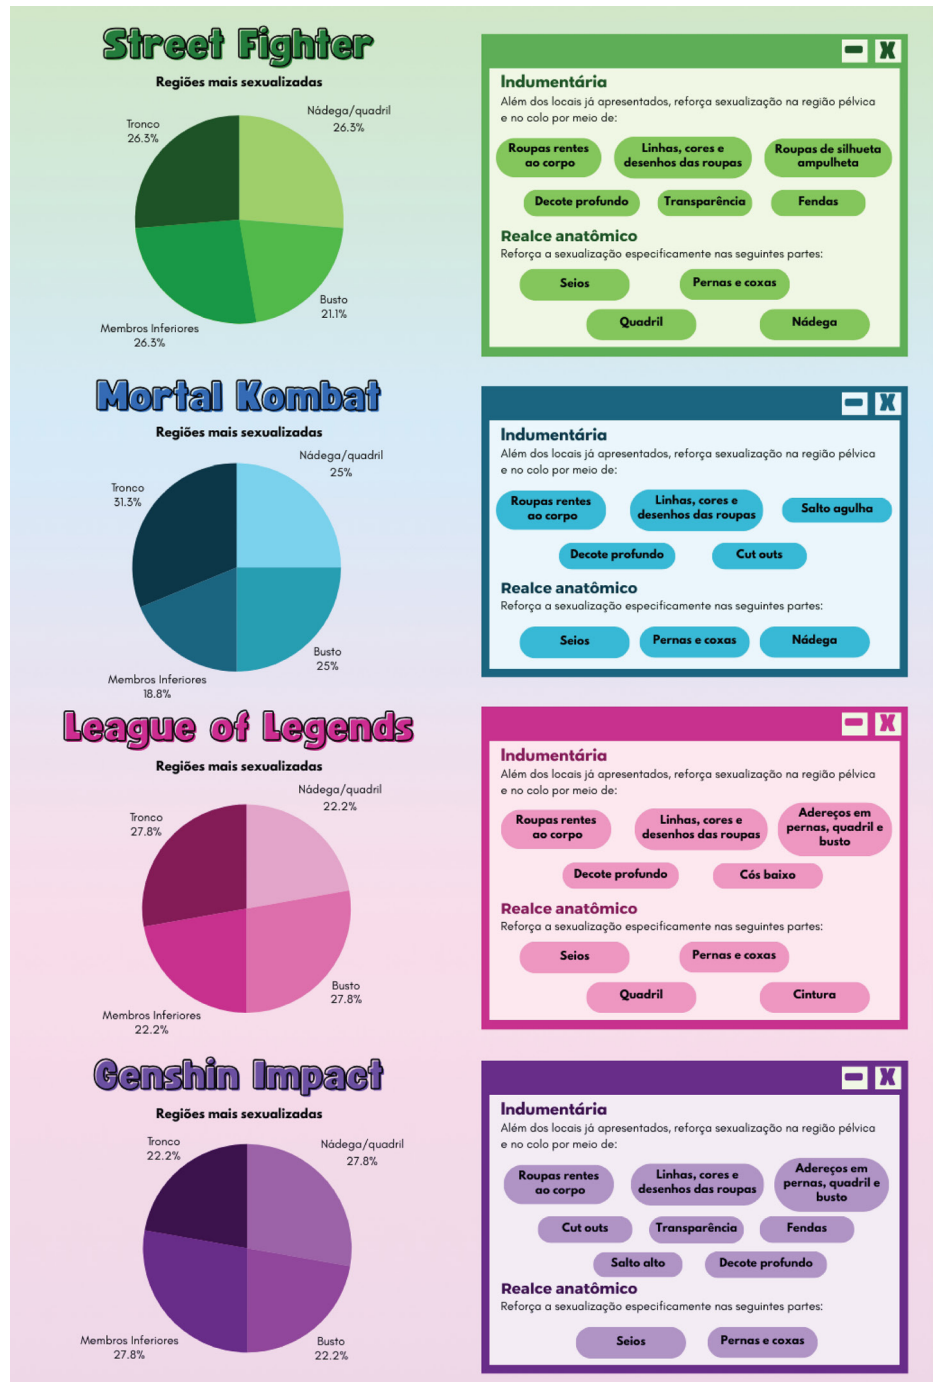 Street Fighter
Regiões mais sexualizadas
Nádega/quadril
26.3%
Tronco
26.3%
Busto
21.1%
Membros Inferiores
26.3%
- X
Indumentária
Além dos locais já apresentados, reforça sexualização na região pélvica
e no colo por meio de:
Roupas rentes
ao corpo
Linhas, cores e
desenhos das roupas
Roupas de silhueta
ampulheta
Decote profundo
Transparência
Fendas
Realce anatômico
Reforça a sexualização especificamente nas seguintes partes:
Seios
Pernas e coxas
Quadril
Nádega
Mortal Kombat
Regiões mais sexualizadas
Nádega/quadril
25%
Tronco
31.3%
Busto
25%
Membros Inferiores
18.8%
- X
Indumentária
Além dos locais já apresentados, reforça sexualização na região pélvica
e no colo por meio de:
Roupas rentes
ao corpo
Linhas, cores e
desenhos das roupas
Salto agulha
Decote profundo
Cut outs
Realce anatômico
Reforça a sexualização especificamente nas seguintes partes:
Seios
Pernas e coxas
Nádega
League of Legends
Regiões mais sexualizadas
Nádega/quadril
22.2%
Tronco
27.8%
Busto
27.8%
Membros Inferiores
22.2%
- X
Indumentária
Além dos locais já apresentados, reforça sexualização na região pélvica
e no colo por meio de:
Roupas rentes
ao corpo
Linhas, cores e
desenhos das roupas
Adereços em
pernas, quadril e
busto
Decote profundo
Cós baixo
Realce anatômico
Reforça a sexualização especificamente nas seguintes partes:
Seios
Pernas e coxas
Quadril
Cintura
Genshin Impact
Regiões mais sexualizadas
Tronco
22.2%
Nádega/quadril
27.8%
Membros Inferiores
27.8%
Busto
22.2%
- X
Indumentária
Além dos locais já apresentados, reforça sexualização na região pélvica
e no colo por meio de:
Roupas rentes
ao corpo
Linhas, cores e
desenhos das roupas
Adereços em
pernas, quadril e
busto
Cut outs
Transparência
Fendas
Salto alto
Decote profundo
Realce anatômico
Reforça a sexualização especificamente nas seguintes partes:
Seios
Pernas e coxas